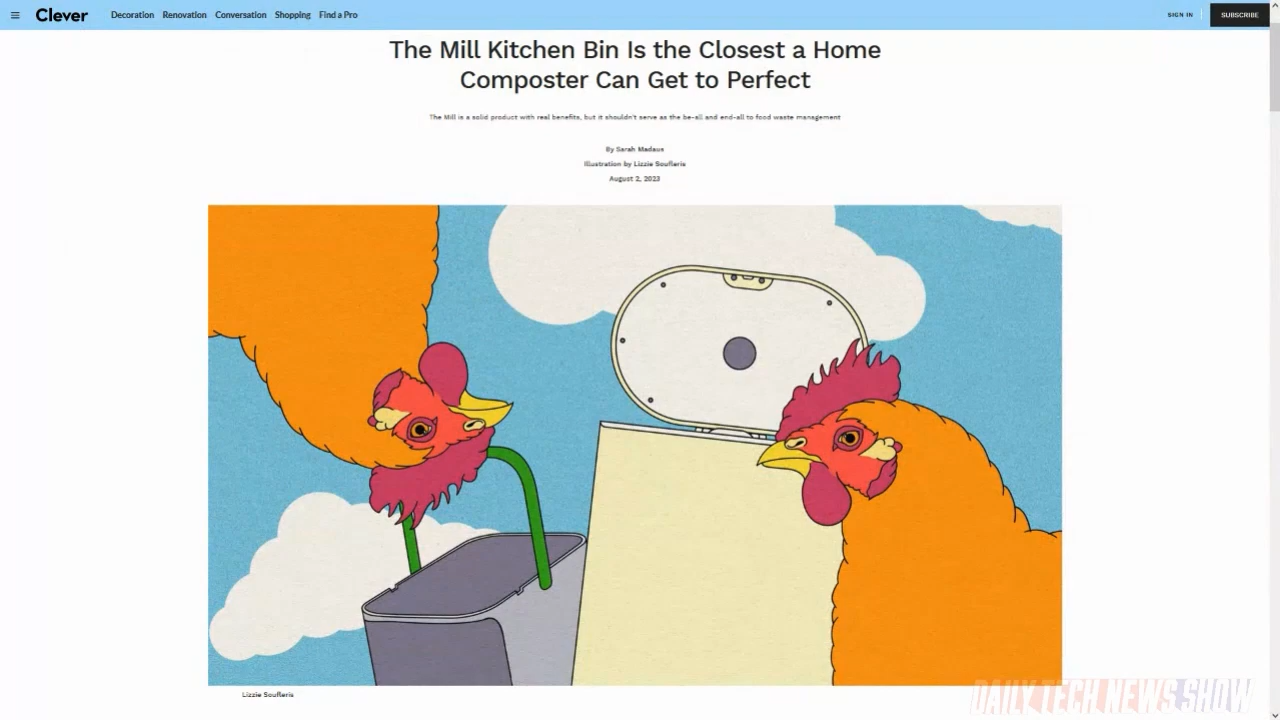 Clever
Decoration Renovation Conversation Shopping Find a Pro
SIGN IN
SUBSCRIBE
The Mill Kitchen Bin Is the Closest a Home
Composter Can Get to Perfect
The Mill is a solid product with real benefits, but it shouldn't serve as the be-all and end-all to food waste management
By Sarah Madaus
Illustration by Lizzie Soufleris
August 2, 2023
Lizzie Soufleris
DAILY TECH NEWS SHOW